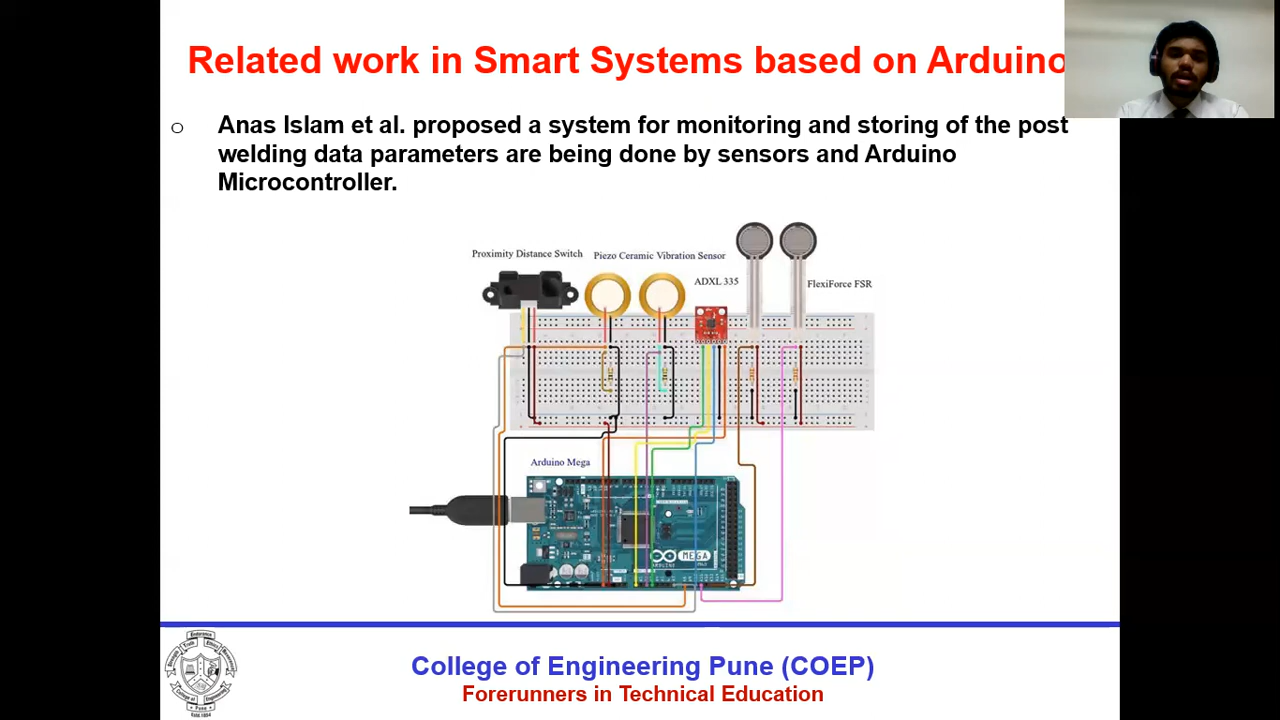 Related work in Smart Systems based on Arduino
o Anas Islam et al. proposed a system for monitoring and storing of the post
welding data parameters are being done by sensors and Arduino
Microcontroller.
Proximity Distance Switch
Piezo Ceramic Vibration Sensor
ADXL 335
FlexiForce FSR
Arduino Mega
MEGA
ARDUINO
College of Engineering Pune (COEP)
Forerunners in Technical Education